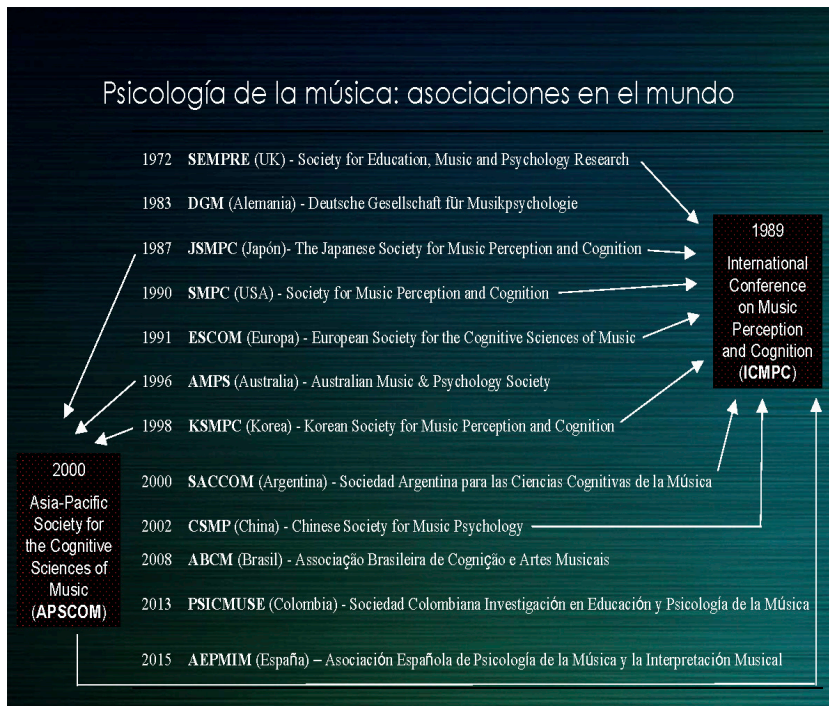 Psicología de la música: asociaciones en el mundo
1972 SEMPRE (UK) - Society for Education, Music and Psychology Research
1983 DGM (Alemania) - Deutsche Gesellschaft für Musikpsychologie
1987 JSMPC (Japón)- The Japanese Society for Music Perception and Cognition
1990 SMPC (USA) - Society for Music Perception and Cognition
1991 ESCOM (Europa) - European Society for the Cognitive Sciences of Music
1996 AMPS (Australia) - Australian Music & Psychology Society
1998 KSMPC (Korea) - Korean Society for Music Perception and Cognition
2000 SACCOM (Argentina) - Sociedad Argentina para las Ciencias Cognitivas de la Música
2002 CSMP (China) - Chinese Society for Music Psychology
2008 ABCM (Brasil) - Associação Brasileira de Cognição e Artes Musicais
2013 PSICMUSE (Colombia) - Sociedad Colombiana Investigación en Educación y Psicología de la Música
2015 AEPMIM (España) – Asociación Española de Psicología de la Música y la Interpretación Musical
1989
International
Conference
on Music
Perception
and Cognition
(ICMPC)
2000
Asia-Pacific
Society for
the Cognitive
Sciences of
Music
(APSCOM)